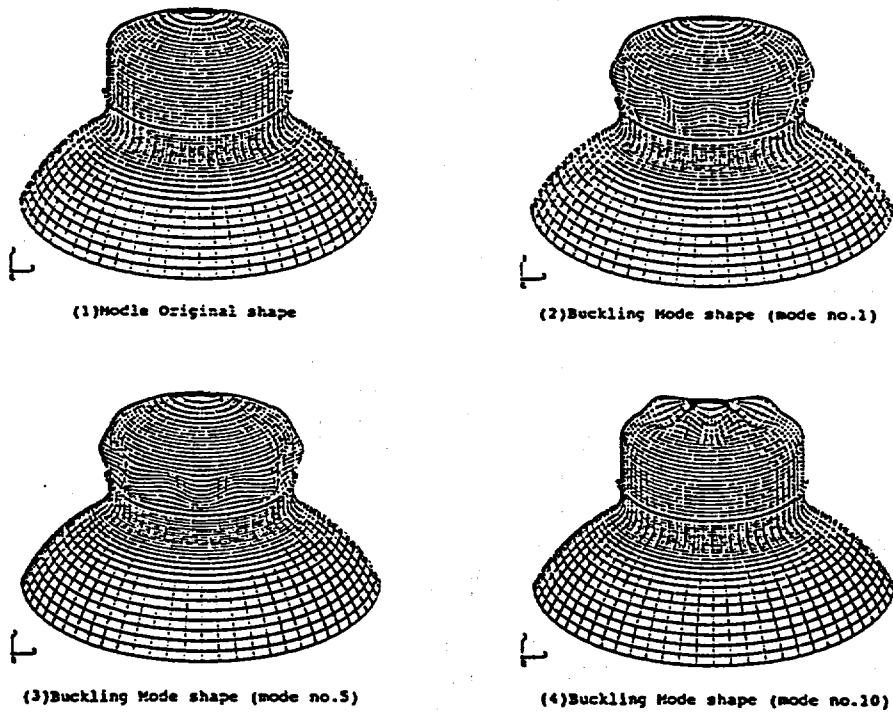 (1)Modle Original shape
(2)Buckling Mode shape (mode no.1)
(3)Buckling Mode shape (mode no.5)
(4)Buckling Mode shape (mode no.10)